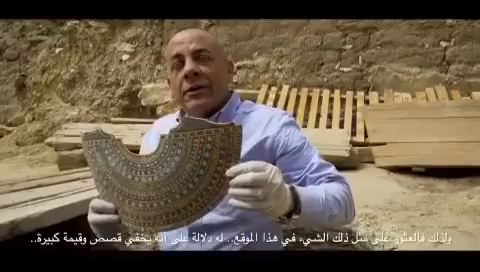 ولذلك فالعثور على مثل ذلك الشيء في هذا الموقع.. له دلالة على أنه يخفي قصص وقيمة كبيرة..